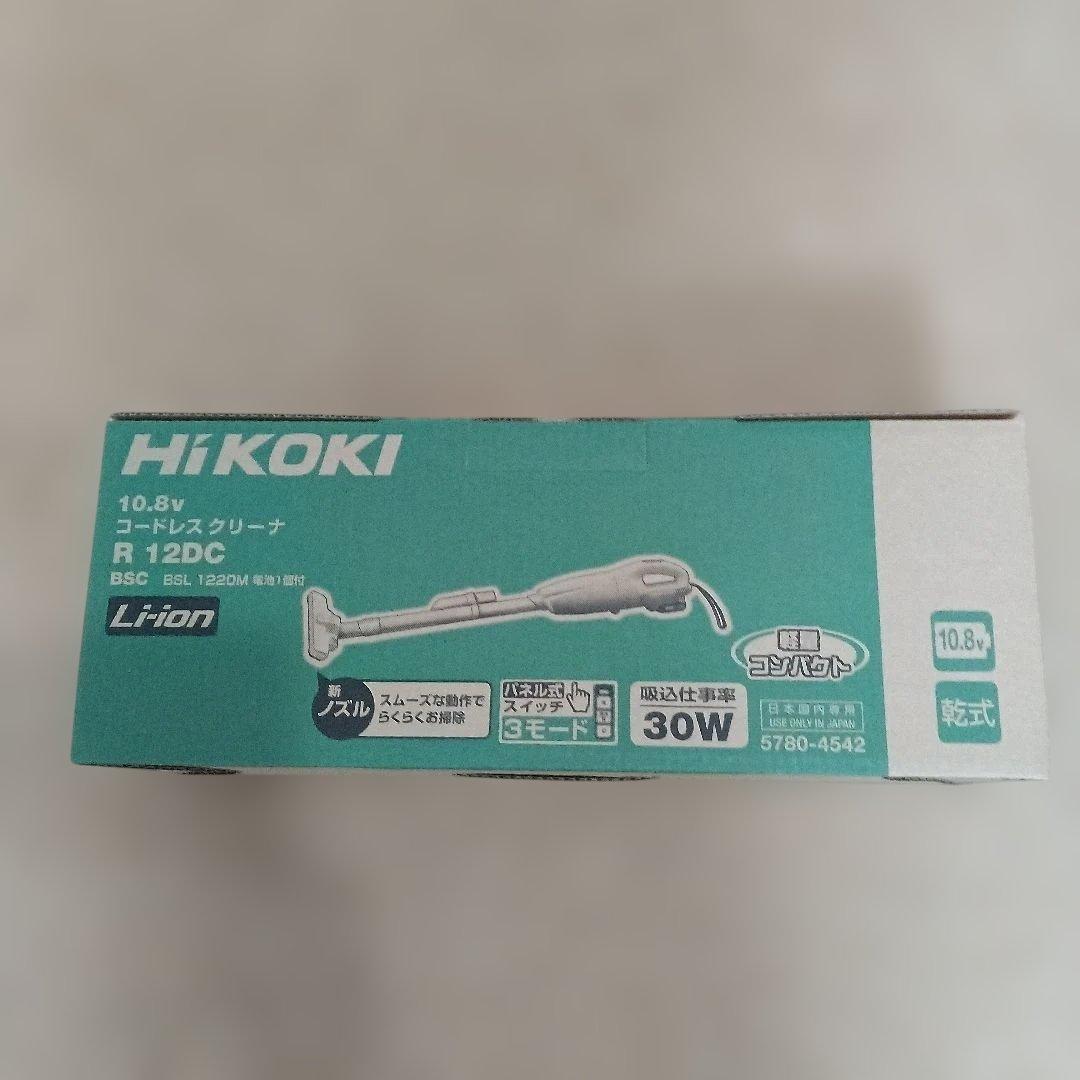 HiKOKI
10.8v
コードレス クリーナ
R 12DC
BSC BSL 1220M 電池1個付
Li-ion
軽量
コンパクト
新
ノズル
スムーズな動作で
らくらくお掃除
パネル式
スイッチ
3モード
吸込仕事率
30W
日本国内専用
USE ONLY IN JAPAN
5780-4542
10.8v
乾式